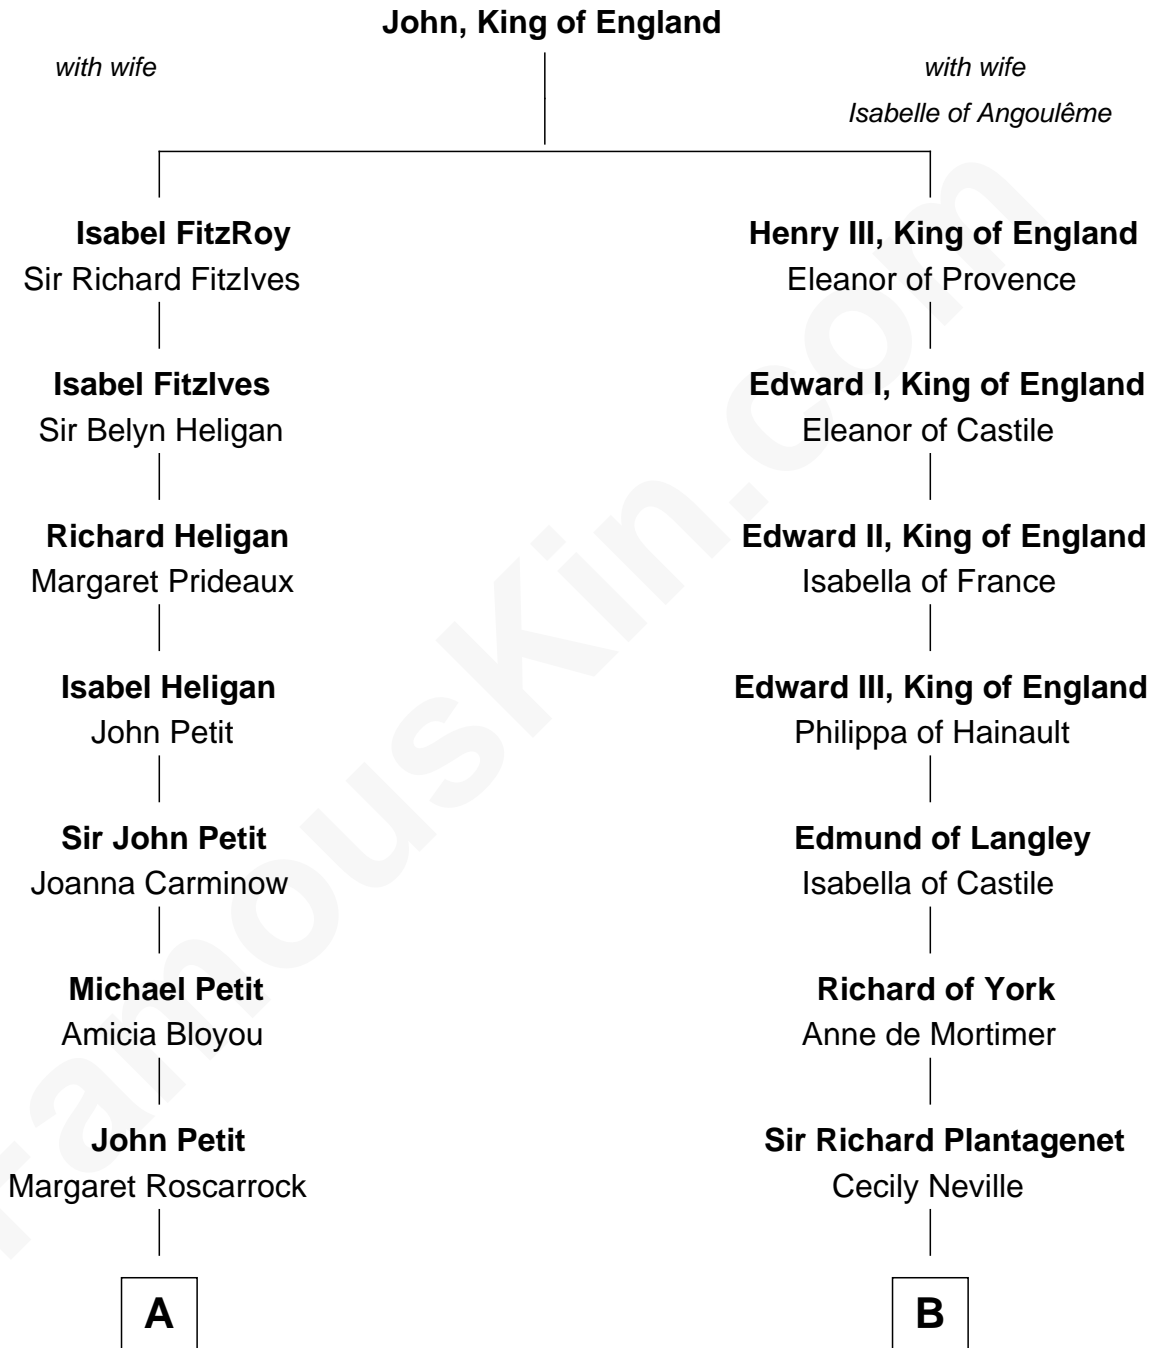 John, King of England
with wife
with wife
Isabelle of Angoulême
Isabel FitzRoy
Sir Richard FitzIves
Henry III, King of England
Eleanor of Provence
Isabel FitzIves
Sir Belyn Heligan
Edward I, King of England
Eleanor of Castile
Richard Heligan
Margaret Prideaux
Edward II, King of England
Isabella of France
Isabel Heligan
John Petit
Edward III, King of England
Philippa of Hainault
Sir John Petit
Joanna Carminow
Edmund of Langley
Isabella of Castile
Michael Petit
Amicia Bloyou
Richard of York
Anne de Mortimer
John Petit
Margaret Roscarrock
Sir Richard Plantagenet
Cecily Neville
A
B
FamousKin.com